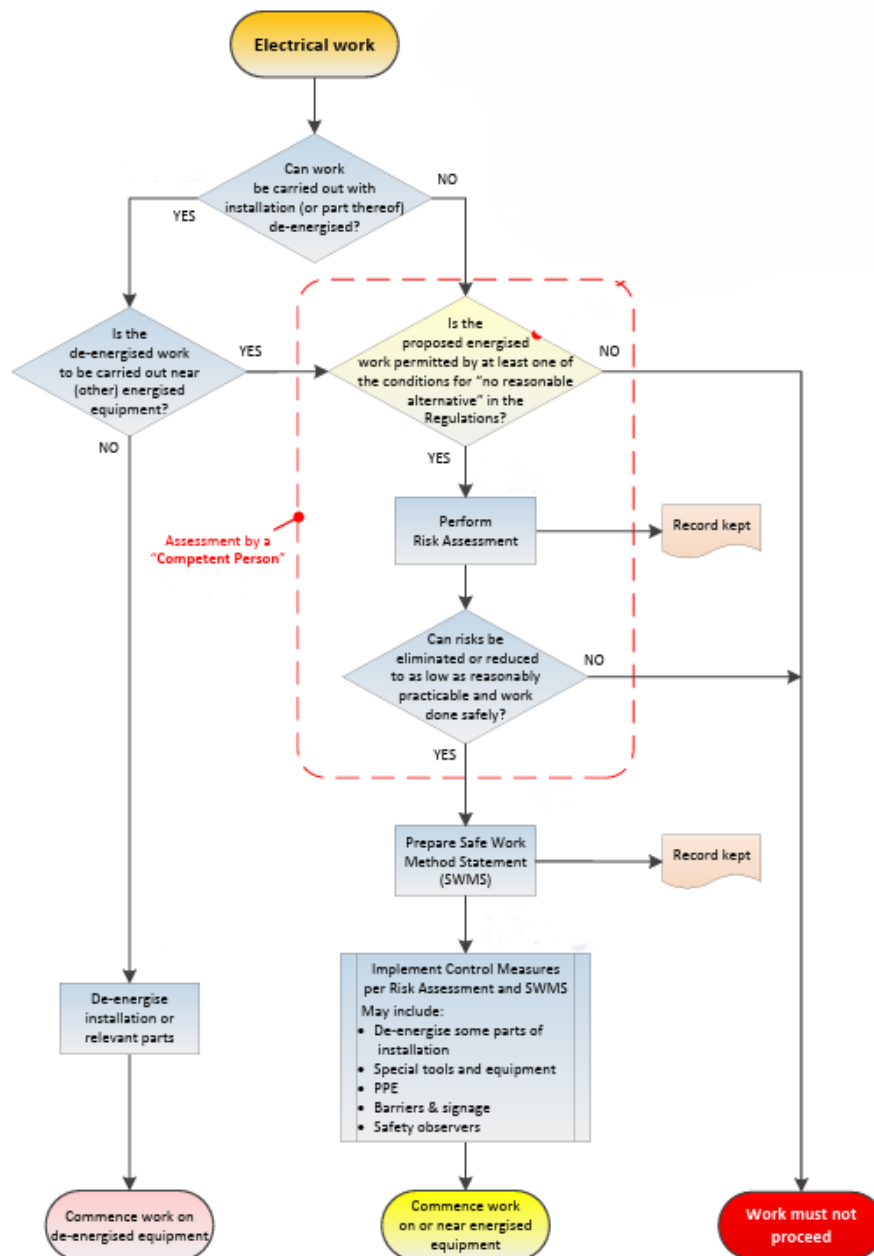 Electrical work
Can work
be carried out with
installation (or part thereof)
de-energised?
YES
NO
Is the
de-energised work
to be carried out near
(other) energised
equipment?
YES
NO
Is the
proposed energised
work permitted by at least one of
the conditions for “no reasonable
alternative” in the
Regulations?
NO
YES
Assessment by a
“Competent Person”
Perform
Risk Assessment
Record kept
Can risks be
eliminated or reduced
to as low as reasonably
practicable and work
done safely?
NO
YES
Prepare Safe Work
Method Statement
(SWMS)
Record kept
Implement Control Measures
per Risk Assessment and SWMS
May include:
• De-energise some parts of
installation
• Special tools and equipment
• PPE
• Barriers & signage
• Safety observers
De-energise
installation or
relevant parts
Commence work on
de-energised equipment
Commence work
on or near energised
equipment
Work must not
proceed